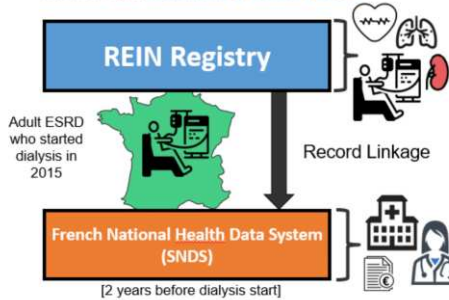 REIN Registry
Adult ESRD
who started
dialysis in
2015
Record Linkage
French National Health Data System
(SNDS)
€
[2 years before dialysis start]